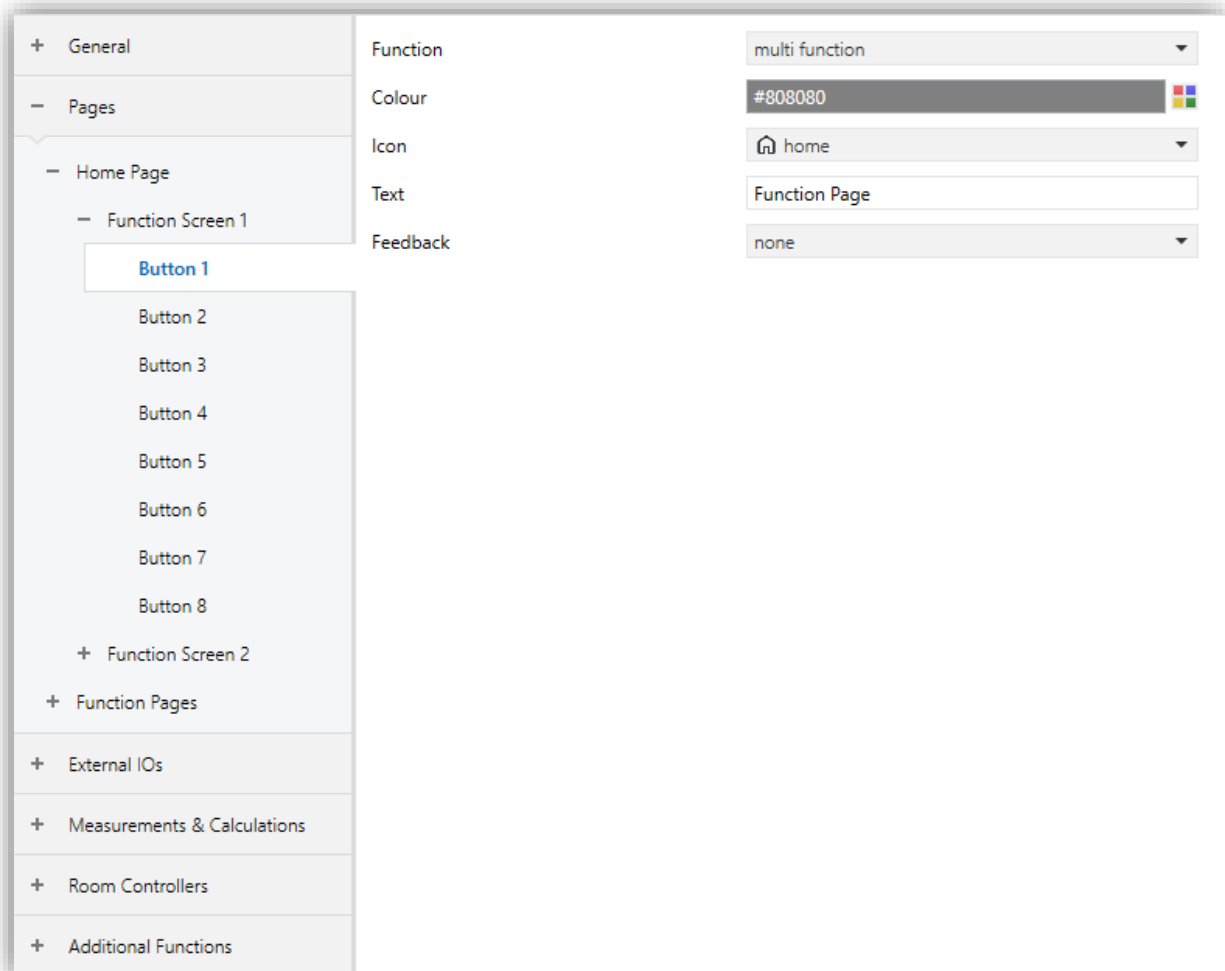 General
Pages
Home Page
Function Screen 1
Button 1
Button 2
Button 3
Button 4
Button 5
Button 6
Button 7
Button 8
Function Screen 2
Function Pages
External IOs
Measurements & Calculations
Room Controllers
Additional Functions
Function multi function
Colour #808080
Icon home
Text Function Page
Feedback none